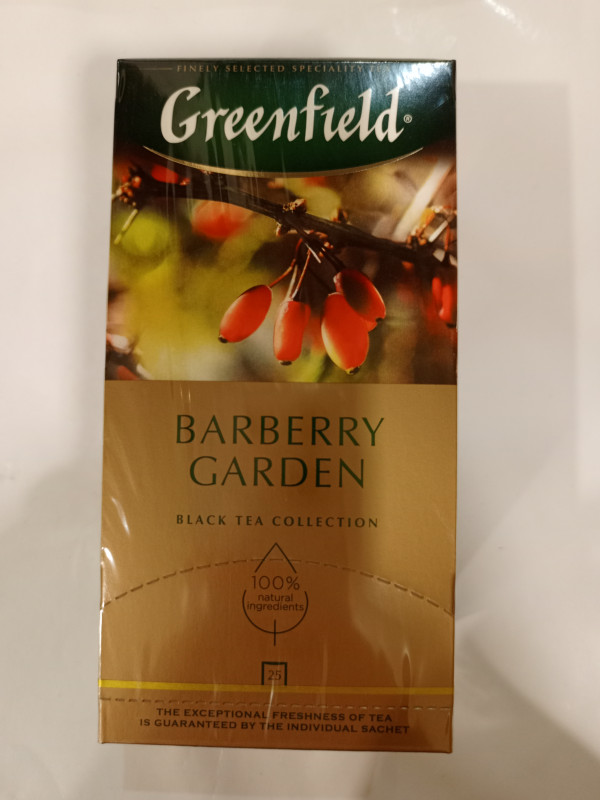 FINELY SELECTED SPECIALITY
Greenfield®
BARBERRY
GARDEN
BLACK TEA COLLECTION
100%
natural
ingredients
25
THE EXCEPTIONAL FRESHNESS OF TEA
IS GUARANTEED BY THE INDIVIDUAL SACHET